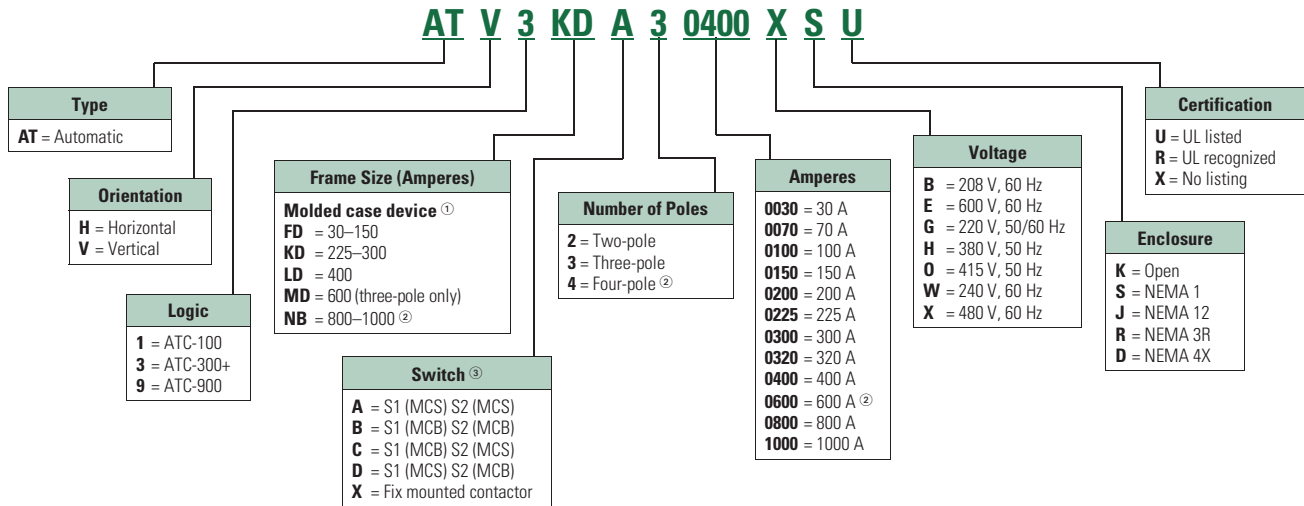 AT V 3 KD A 3 0400 X S U
Type
AT = Automatic
Orientation
H = Horizontal
V = Vertical
Logic
1 = ATC-100
3 = ATC-300+
9 = ATC-900
Frame Size (Amperes)
Molded case device ①
FD = 30–150
KD = 225–300
LD = 400
MD = 600 (three-pole only)
NB = 800–1000 ②
Switch ③
A = S1 (MCS) S2 (MCS)
B = S1 (MCB) S2 (MCB)
C = S1 (MCB) S2 (MCS)
D = S1 (MCS) S2 (MCB)
X = Fix mounted contactor
Number of Poles
2 = Two-pole
3 = Three-pole
4 = Four-pole ②
Amperes
0030 = 30 A
0070 = 70 A
0100 = 100 A
0150 = 150 A
0200 = 200 A
0225 = 225 A
0300 = 300 A
0320 = 320 A
0400 = 400 A
0600 = 600 A ②
0800 = 800 A
1000 = 1000 A
Voltage
B = 208 V, 60 Hz
E = 600 V, 60 Hz
G = 220 V, 50/60 Hz
H = 380 V, 50 Hz
O = 415 V, 50 Hz
W = 240 V, 60 Hz
X = 480 V, 60 Hz
Enclosure
K = Open
S = NEMA 1
J = NEMA 12
R = NEMA 3R
D = NEMA 4X
Certification
U = UL listed
R = UL recognized
X = No listing